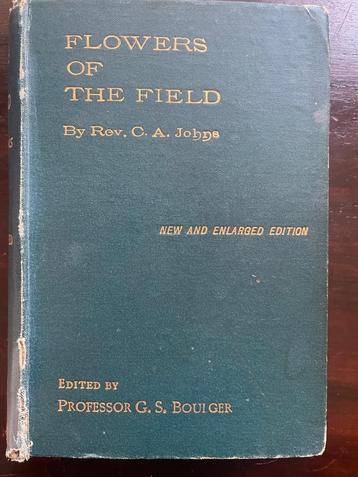 FLOWERS
OF
THE FIELD
By Rev. C. A. Johns
NEW AND ENLARGED EDITION
EDITED BY
PROFESSOR G. S. BOULGER